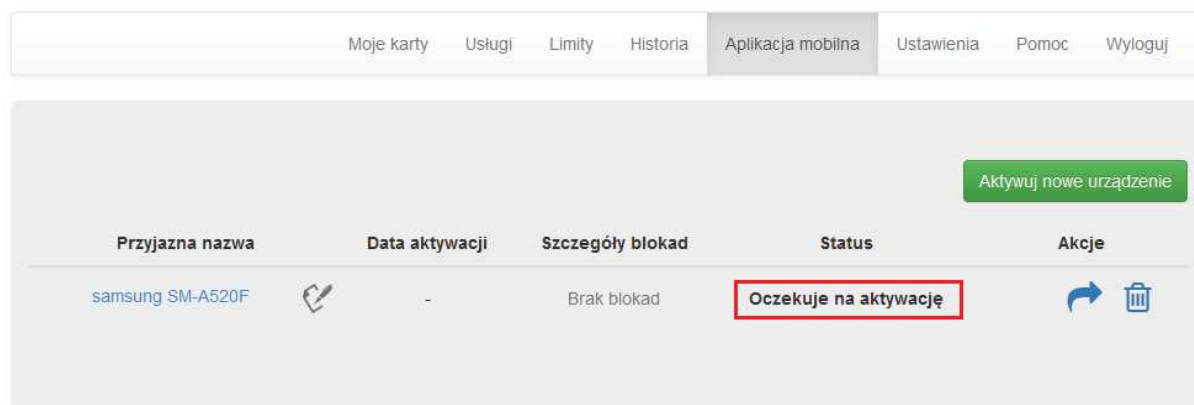 Moje karty Usługi Limity Historia Aplikacja mobilna Ustawienia Pomoc Wyloguj
Aktywuj nowe urządzenie
Przyjazna nazwa Data aktywacji Szczegóły blokad Status Akcje
samsung SM-A520F - Brak blokad Oczekuje na aktywację